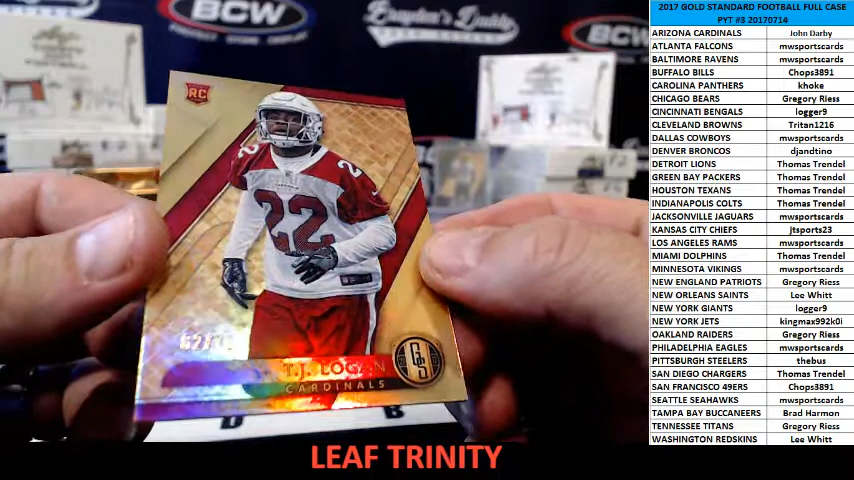 BCW
Brayden's Daddy
BCW
RC
22
22
T.J. LOGAN
CARDINALS
GS
LEAF TRINITY
2017 GOLD STANDARD FOOTBALL FULL CASE
PYT #3 20170714
ARIZONA CARDINALS John Darby
ATLANTA FALCONS mwsportscards
BALTIMORE RAVENS mwsportscards
BUFFALO BILLS Chops3891
CAROLINA PANTHERS khoke
CHICAGO BEARS Gregory Riess
CINCINNATI BENGALS logger9
CLEVELAND BROWNS Tritan1216
DALLAS COWBOYS mwsportscards
DENVER BRONCOS djandtino
DETROIT LIONS Thomas Trendel
GREEN BAY PACKERS Thomas Trendel
HOUSTON TEXANS Thomas Trendel
INDIANAPOLIS COLTS Thomas Trendel
JACKSONVILLE JAGUARS mwsportscards
KANSAS CITY CHIEFS jtsports23
LOS ANGELES RAMS mwsportscards
MIAMI DOLPHINS Thomas Trendel
MINNESOTA VIKINGS mwsportscards
NEW ENGLAND PATRIOTS Gregory Riess
NEW ORLEANS SAINTS Lee Whitt
NEW YORK GIANTS logger9
NEW YORK JETS kingmax992k0i
OAKLAND RAIDERS Gregory Riess
PHILADELPHIA EAGLES mwsportscards
PITTSBURGH STEELERS thebus
SAN DIEGO CHARGERS Thomas Trendel
SAN FRANCISCO 49ERS Chops3891
SEATTLE SEAHAWKS mwsportscards
TAMPA BAY BUCCANEERS Brad Harmon
TENNESSEE TITANS Gregory Riess
WASHINGTON REDSKINS Lee Whitt